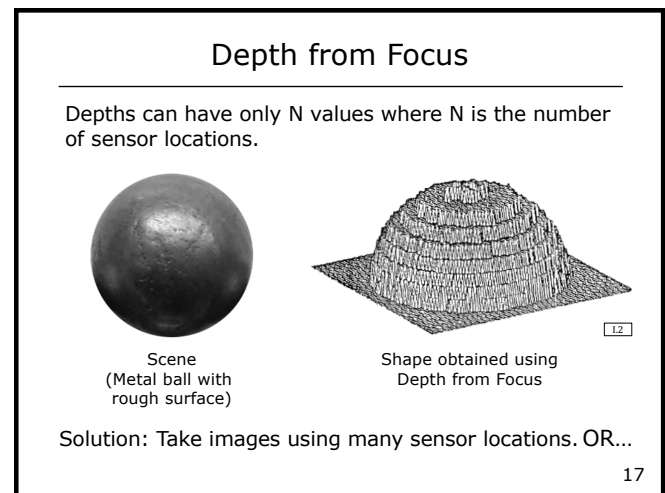 Depth from Focus
Depths can have only N values where N is the number
of sensor locations.
I.2
Scene
(Metal ball with
rough surface)
Shape obtained using
Depth from Focus
Solution: Take images using many sensor locations. OR...
17